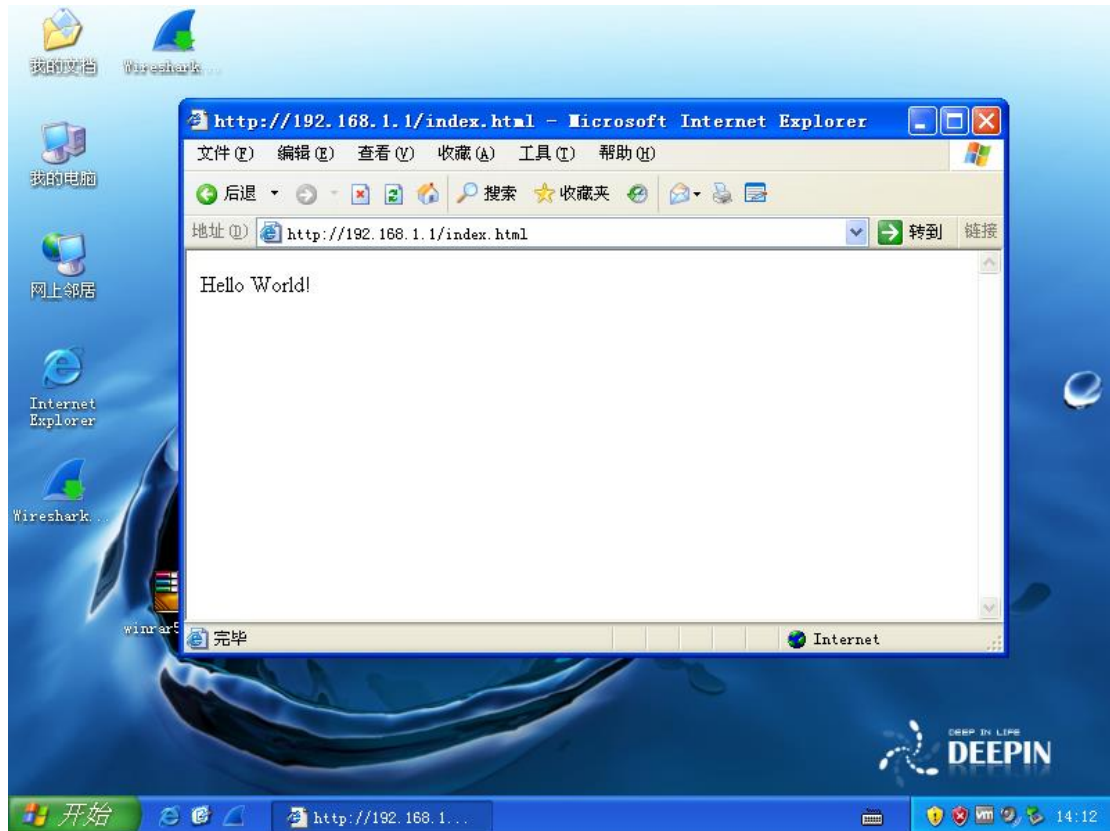 我的文档
Wireshark...
http://192.168.1.1/index.html - Microsoft Internet Explorer
文件(F) 编辑(E) 查看(V) 收藏(A) 工具(T) 帮助(H)
我的电脑
后退 搜索 收藏夹
地址(D) http://192.168.1.1/index.html 转到 链接
Hello World!
网上邻居
Internet
Explorer
Wireshark...
winrar5
完毕 Internet
DEEP IN LIFE
DEEPIN
开始 http://192.168.1... vm 14:12